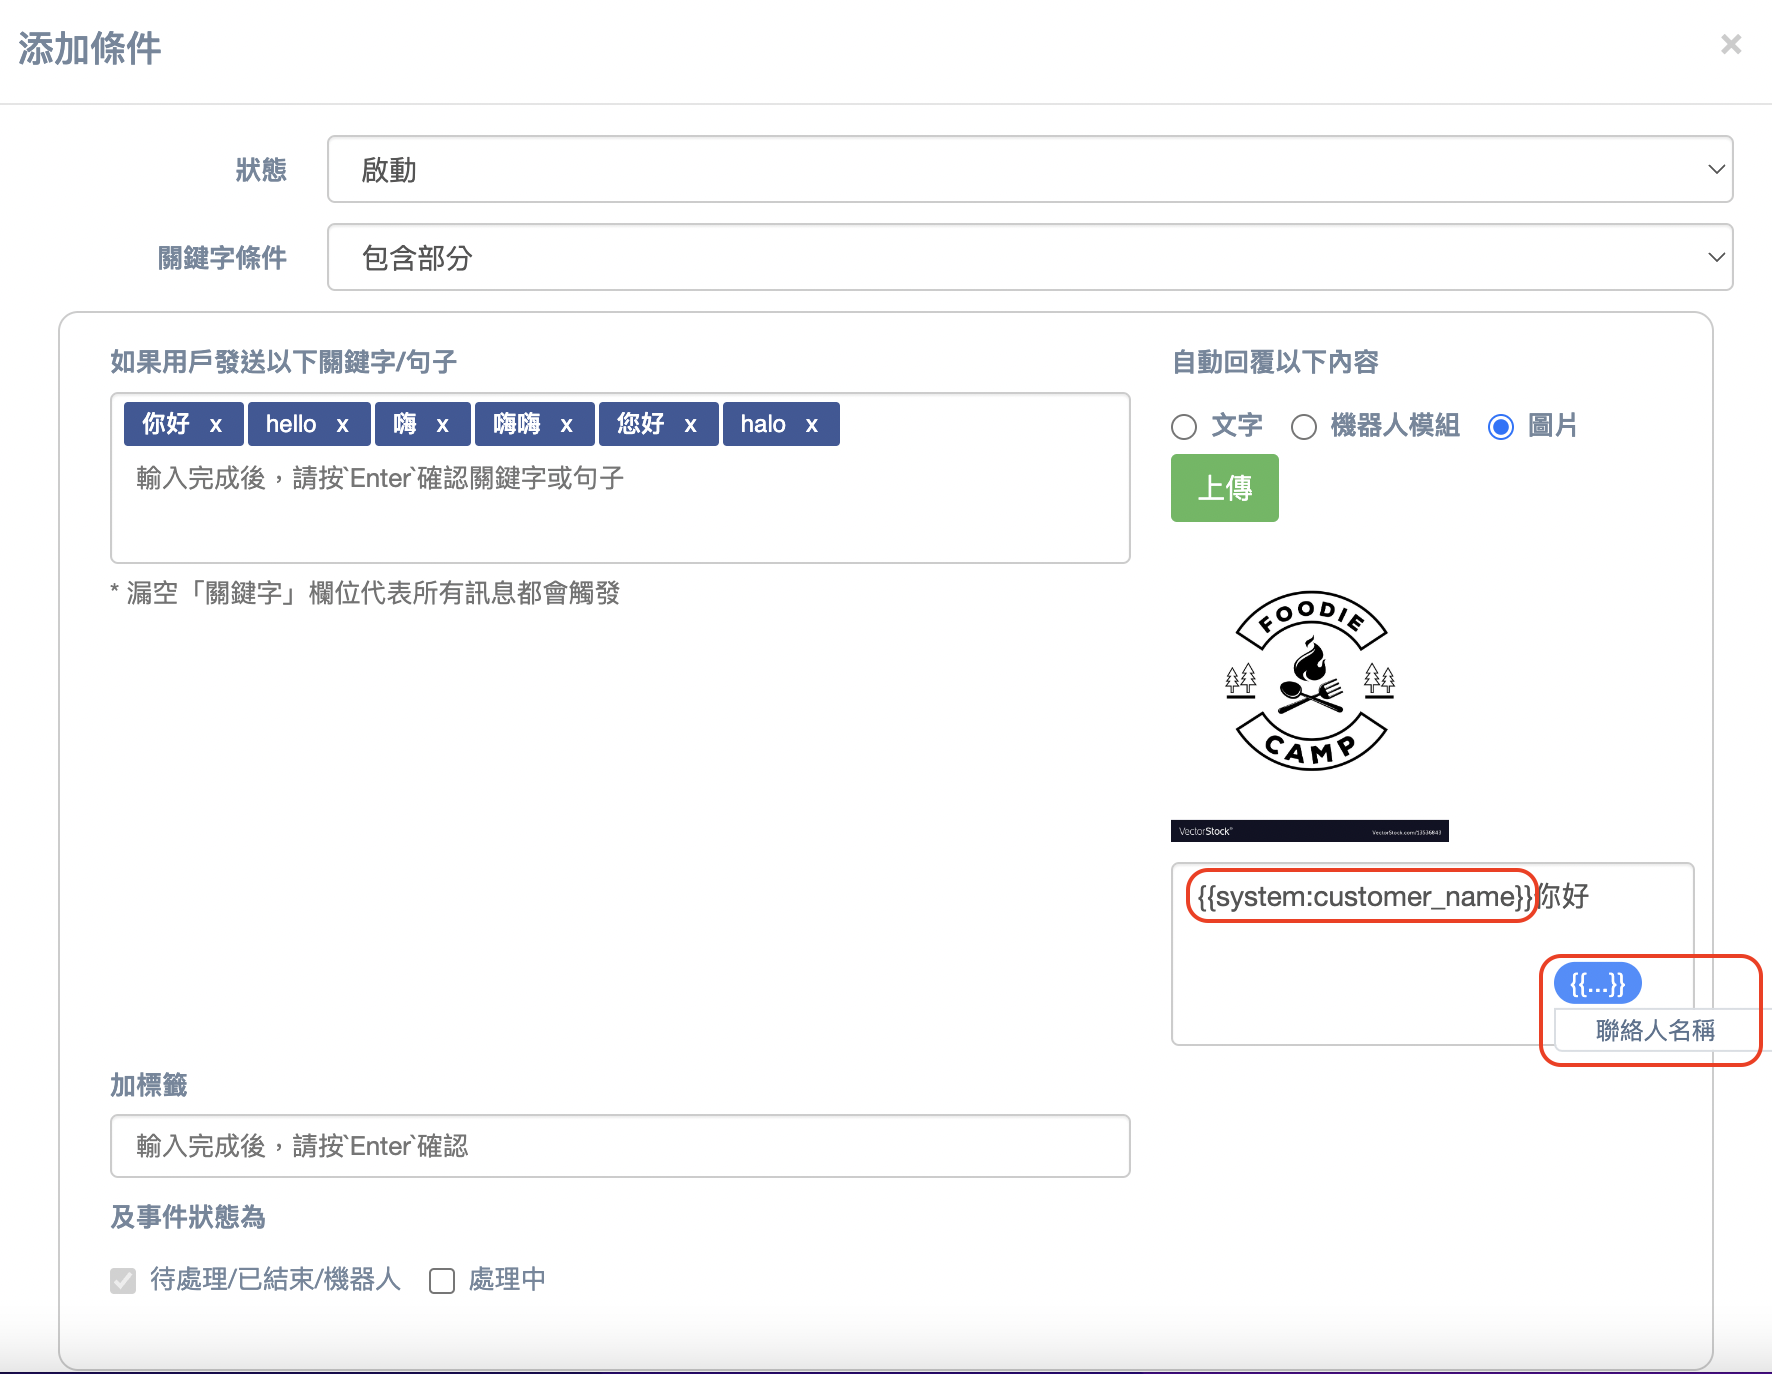 添加條件
×
狀態
啟動
關鍵字條件
包含部分
如果用戶發送以下關鍵字/句子
你好 x hello x 嗨 x 嗨嗨 x 您好 x halo x
輸入完成後，請按`Enter`確認關鍵字或句子
* 漏空「關鍵字」欄位代表所有訊息都會觸發
自動回覆以下內容
文字 機器人模組 圖片
上傳
FOODIE
CAMP
VectorStock®
VectorStock.com/13536843
{{system:customer_name}}你好
{{...}}
聯絡人名稱
加標籤
輸入完成後，請按`Enter`確認
及事件狀態為
待處理/已結束/機器人 處理中